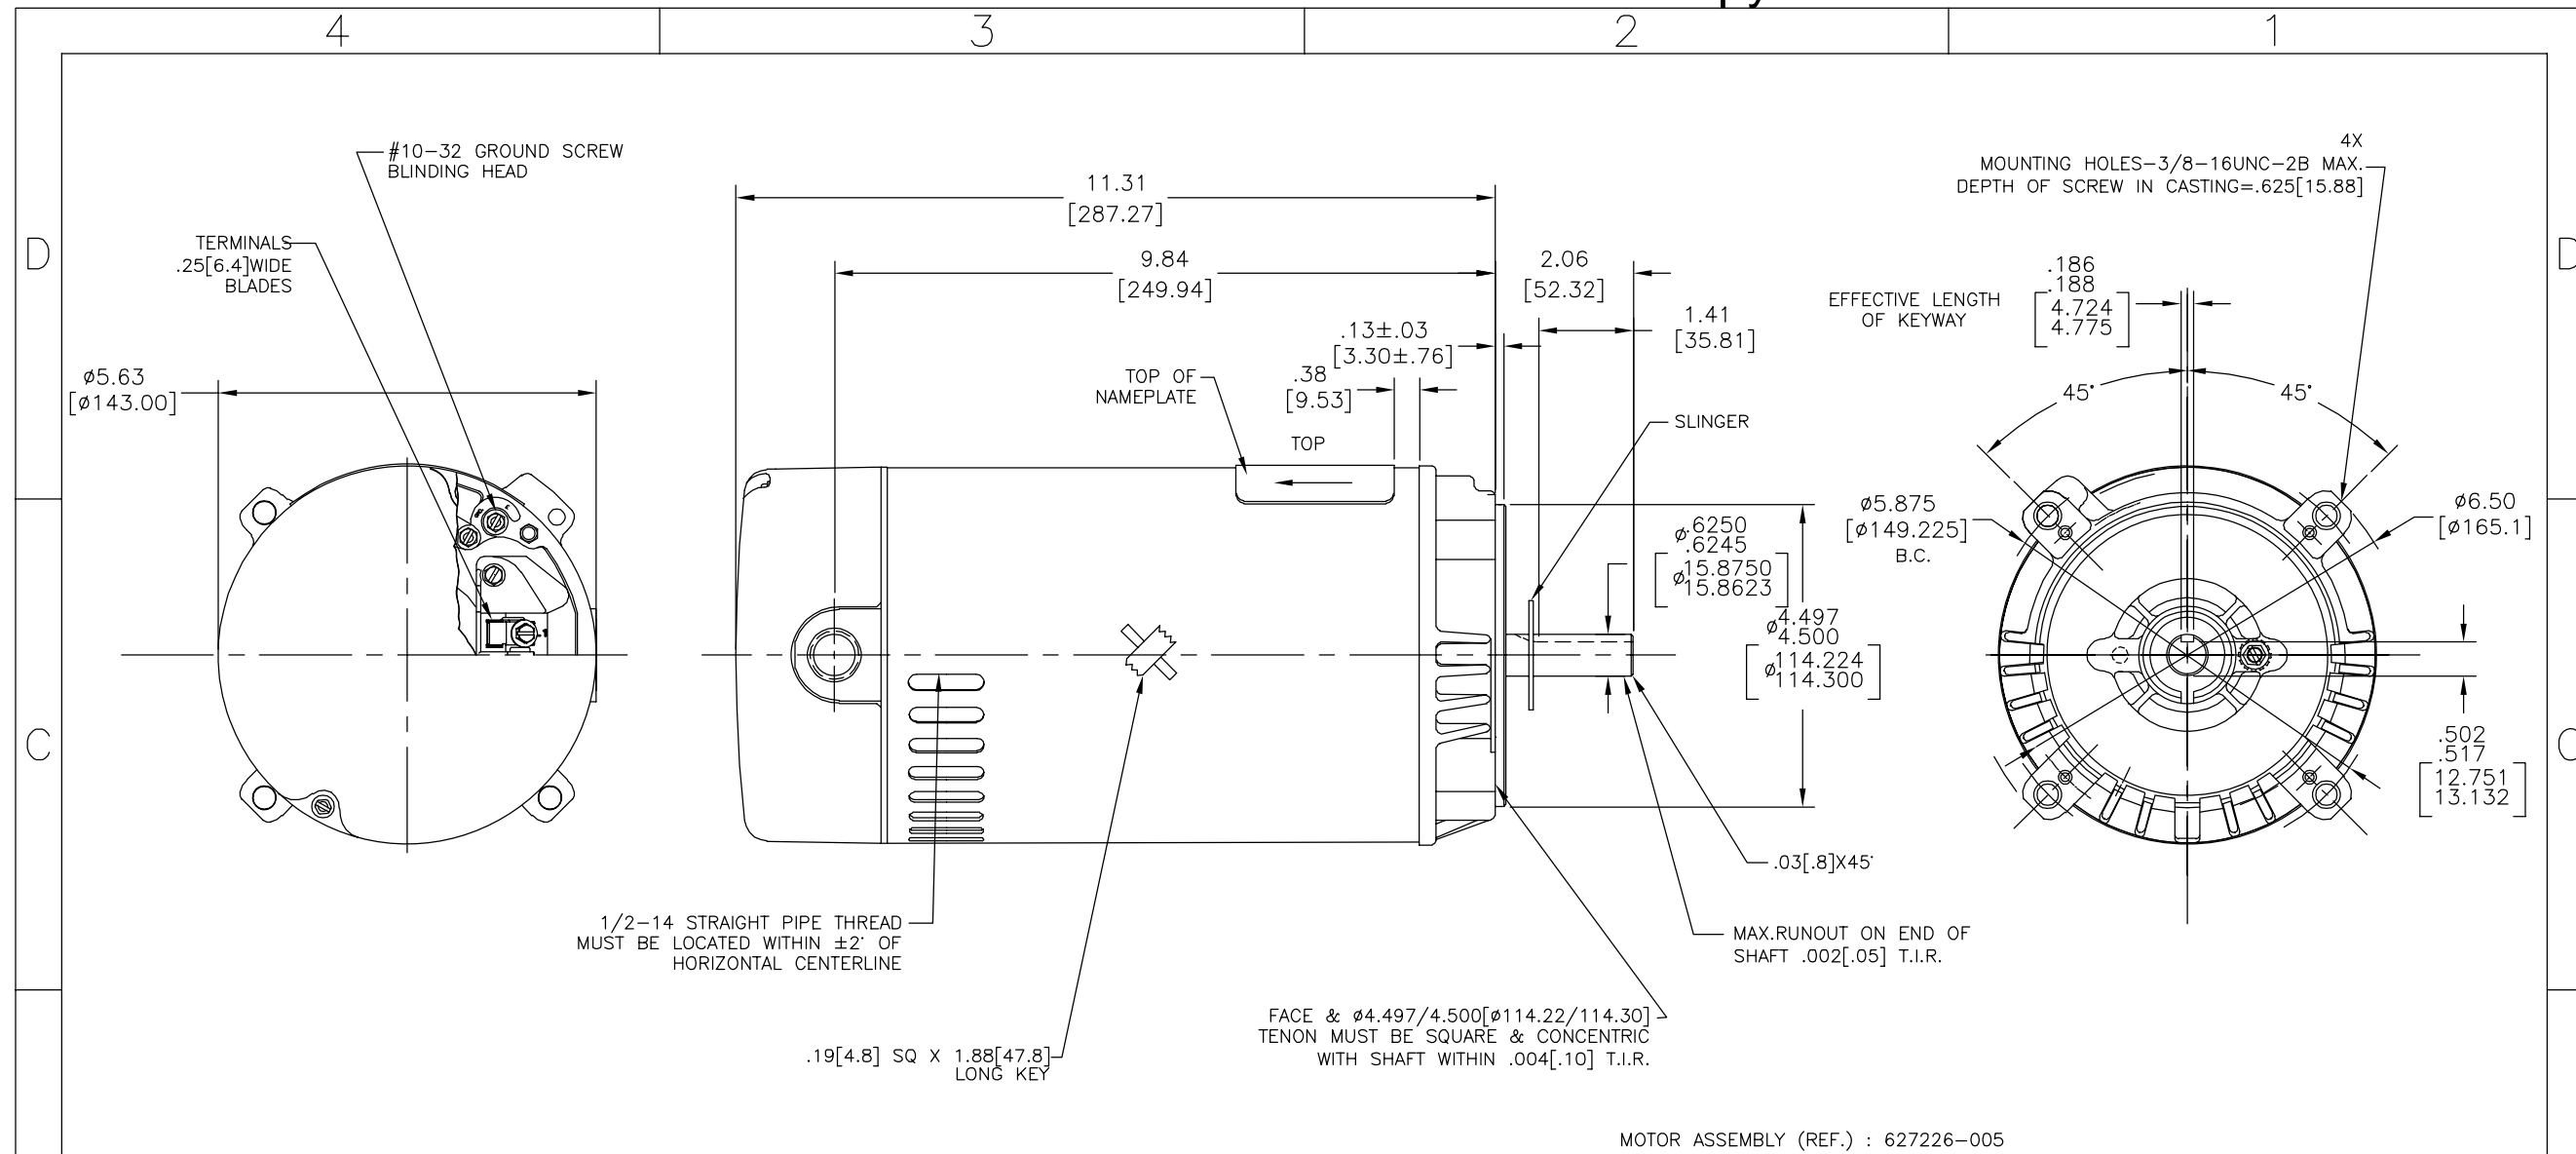 4
3
2
1
D
D
C
C
#10-32 GROUND SCREW
BLINDING HEAD
TERMINALS
.25[6.4]WIDE
BLADES
ø5.63
[ø143.00]
11.31
[287.27]
9.84
[249.94]
2.06
[52.32]
.13±.03
[3.30±.76]
1.41
[35.81]
.38
[9.53]
TOP OF
NAMEPLATE
TOP
SLINGER
ø.6250
.6245
[ø15.8750
15.8623]
ø4.497
4.500
[ø114.224
114.300]
.03[.8]X45°
MAX.RUNOUT ON END OF
SHAFT .002[.05] T.I.R.
1/2-14 STRAIGHT PIPE THREAD
MUST BE LOCATED WITHIN ±2° OF
HORIZONTAL CENTERLINE
.19[4.8] SQ X 1.88[47.8]
LONG KEY
FACE & ø4.497/4.500[ø114.22/114.30]
TENON MUST BE SQUARE & CONCENTRIC
WITH SHAFT WITHIN .004[.10] T.I.R.
4X
MOUNTING HOLES-3/8-16UNC-2B MAX.
DEPTH OF SCREW IN CASTING=.625[15.88]
EFFECTIVE LENGTH
OF KEYWAY
.186
.188
[4.724
4.775]
45°
45°
ø5.875
[ø149.225]
B.C.
ø6.50
[ø165.1]
.502
.517
[12.751
13.132]
MOTOR ASSEMBLY (REF.) : 627226-005